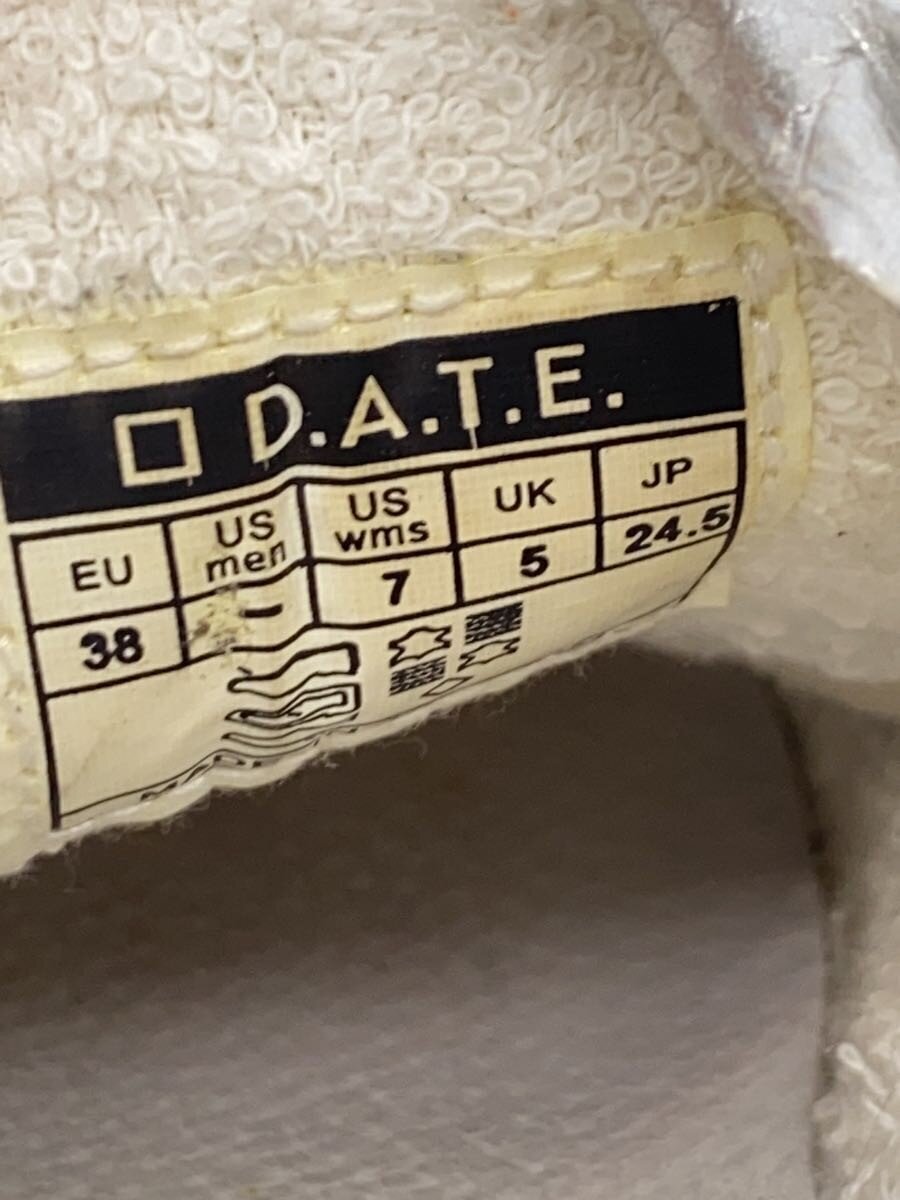 D.A.T.E.
EU US men US wms UK JP
38 - 7 5 24.5